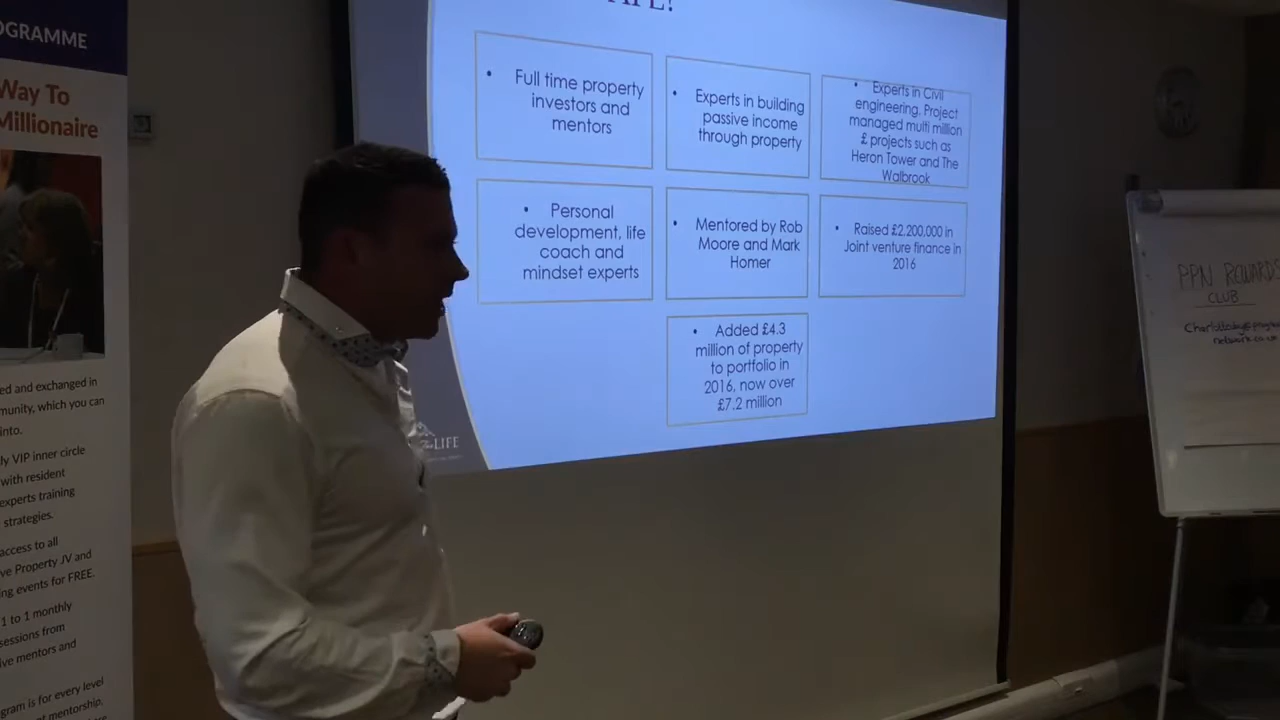 OGRAMME
Way To
Millionaire
ed and exchanged in
munity, which you can
into.
ly VIP inner circle
with resident
experts training
strategies.
access to all
ve Property JV and
ing events for FREE.
1 to 1 monthly
sessions from
ive mentors and
gram is for every level
of mentorship.
• Full time property
investors and
mentors
• Experts in building
passive income
through property
• Experts in Civil
engineering, Project
managed multi million
£ projects such as
Heron Tower and The
Walbrook
• Personal
development, life
coach and
mindset experts
• Mentored by Rob
Moore and Mark
Homer
• Raised £2,200,000 in
Joint venture finance in
2016
• Added £4.3
million of property
to portfolio in
2016, now over
£7.2 million
LIFE
PPN REWARDS
CLUB
network.co.uk